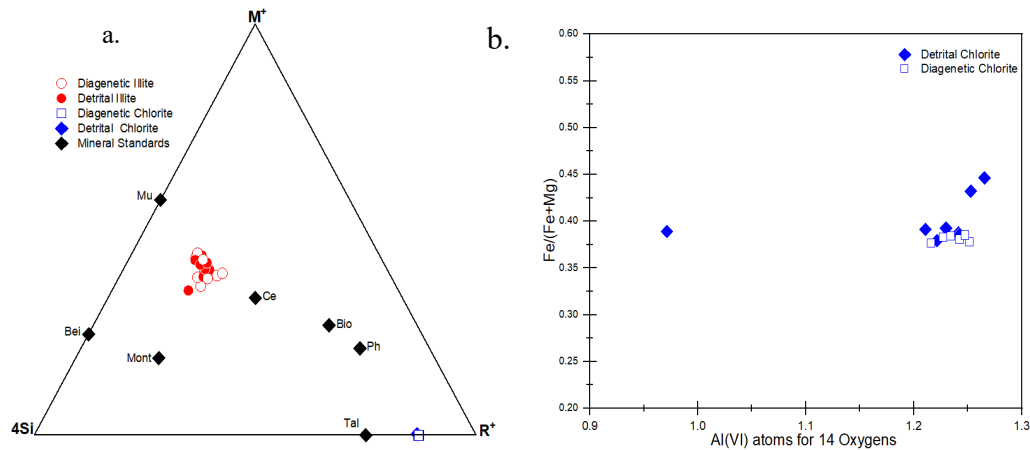 a.
M+
Diagenetic Illite
Detrital Illite
Diagenetic Chlorite
Detrital Chlorite
Mineral Standards
Mu
Ce
Bei
Bio
Mont
Ph
4Si
Tal
R+
b.
0.60
0.55
0.50
0.45
0.40
0.35
0.30
0.25
0.20
Fe/(Fe+Mg)
Detrital Chlorite
Diagenetic Chlorite
0.9
1.0
1.1
1.2
1.3
Al(VI) atoms for 14 Oxygens